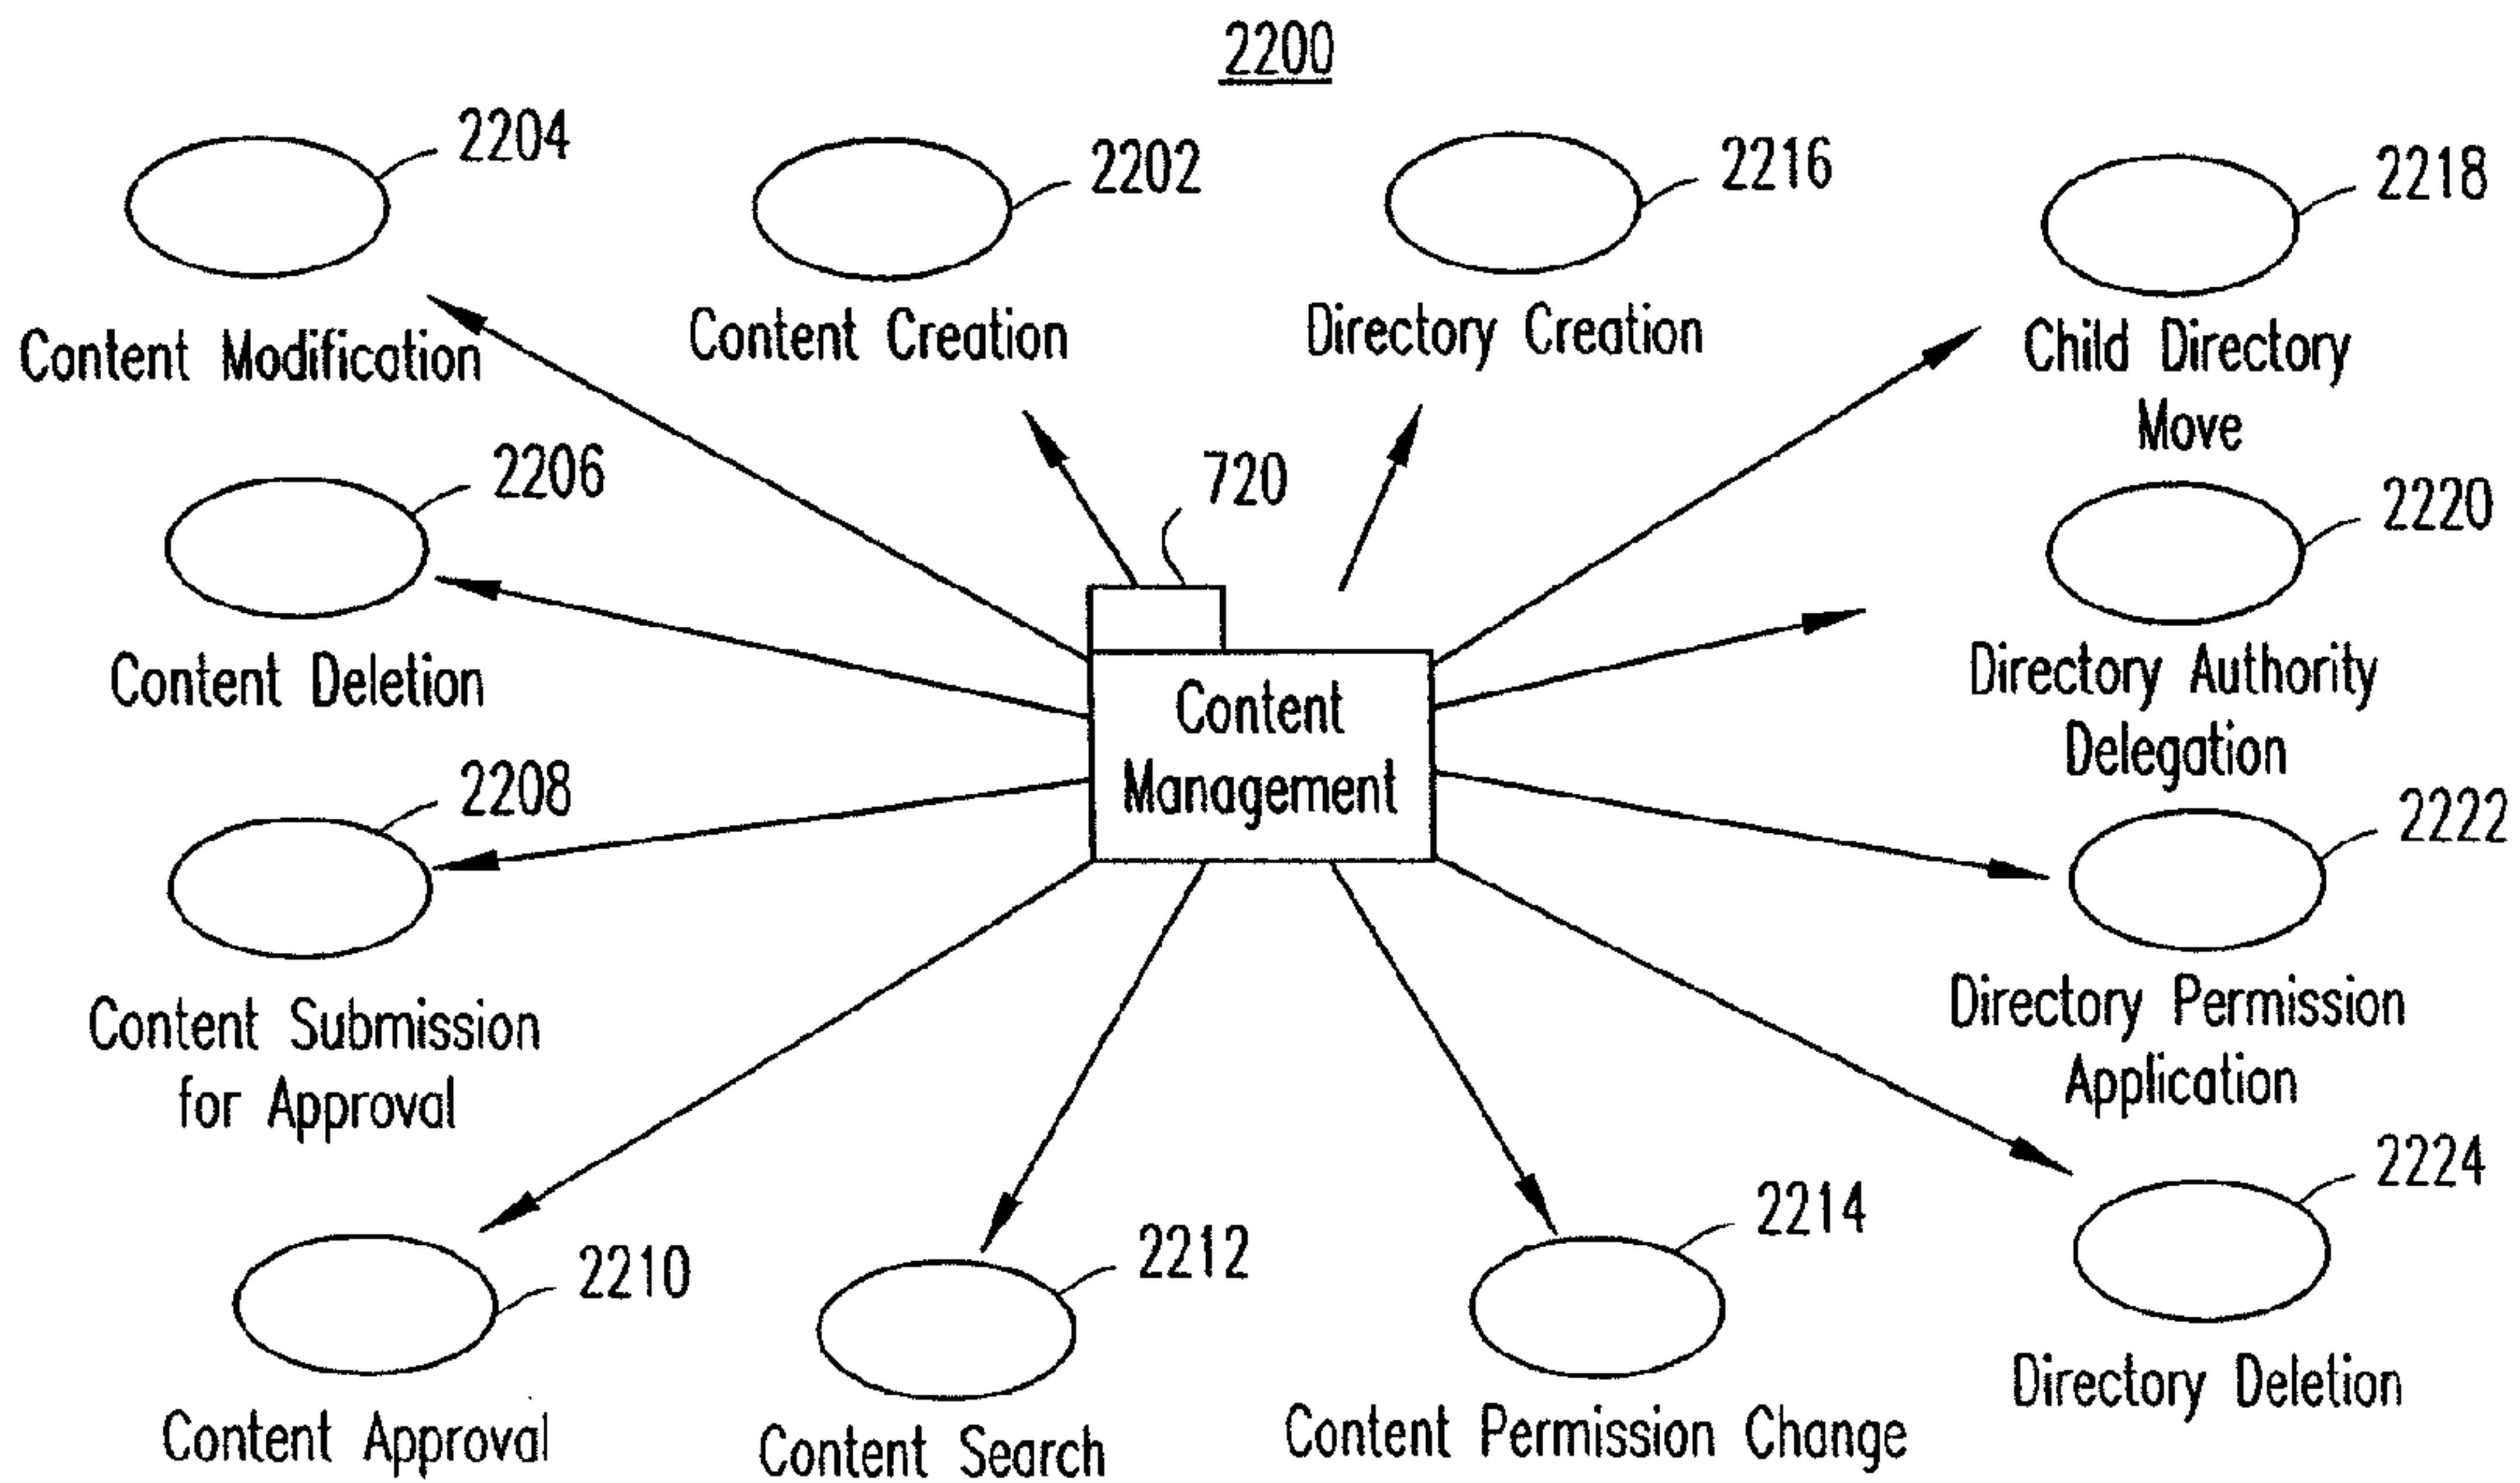 2200
2204
Content Modification
2202
Content Creation
2216
Directory Creation
2218
Child Directory
Move
2206
Content Deletion
720
Content
Management
2220
Directory Authority
Delegation
2208
Content Submission
for Approval
2222
Directory Permission
Application
2210
Content Approval
2212
Content Search
2214
Content Permission Change
2224
Directory Deletion